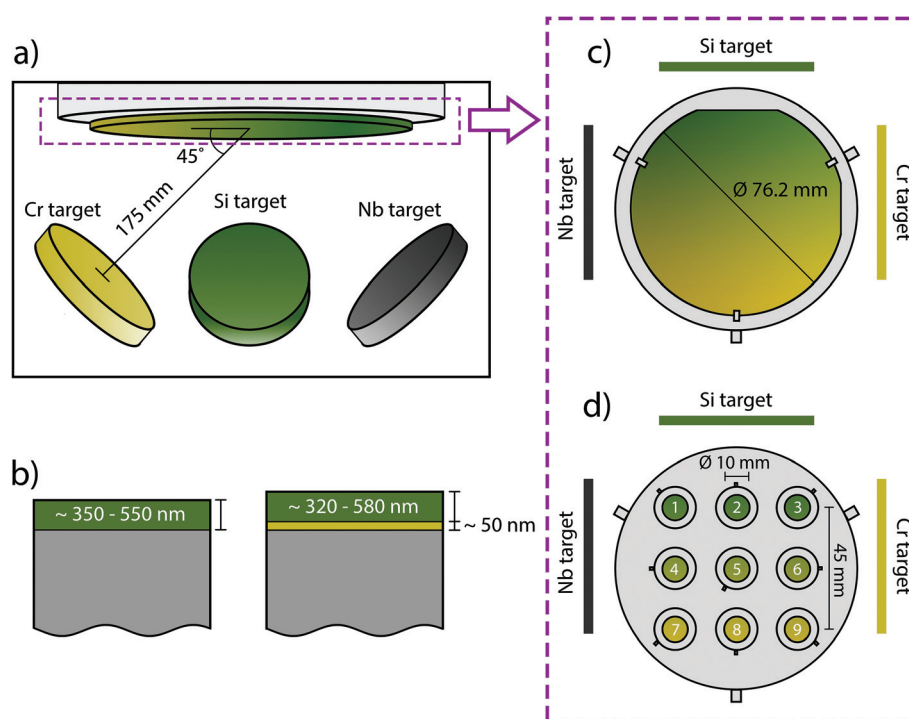 a)
45°
175 mm
Cr target
Si target
Nb target
b)
~ 350 - 550 nm
~ 320 - 580 nm
~ 50 nm
c)
Si target
Nb target
Ø 76.2 mm
Cr target
d)
Si target
Nb target
Ø 10 mm
1
2
3
4
5
6
7
8
9
45 mm
Cr target